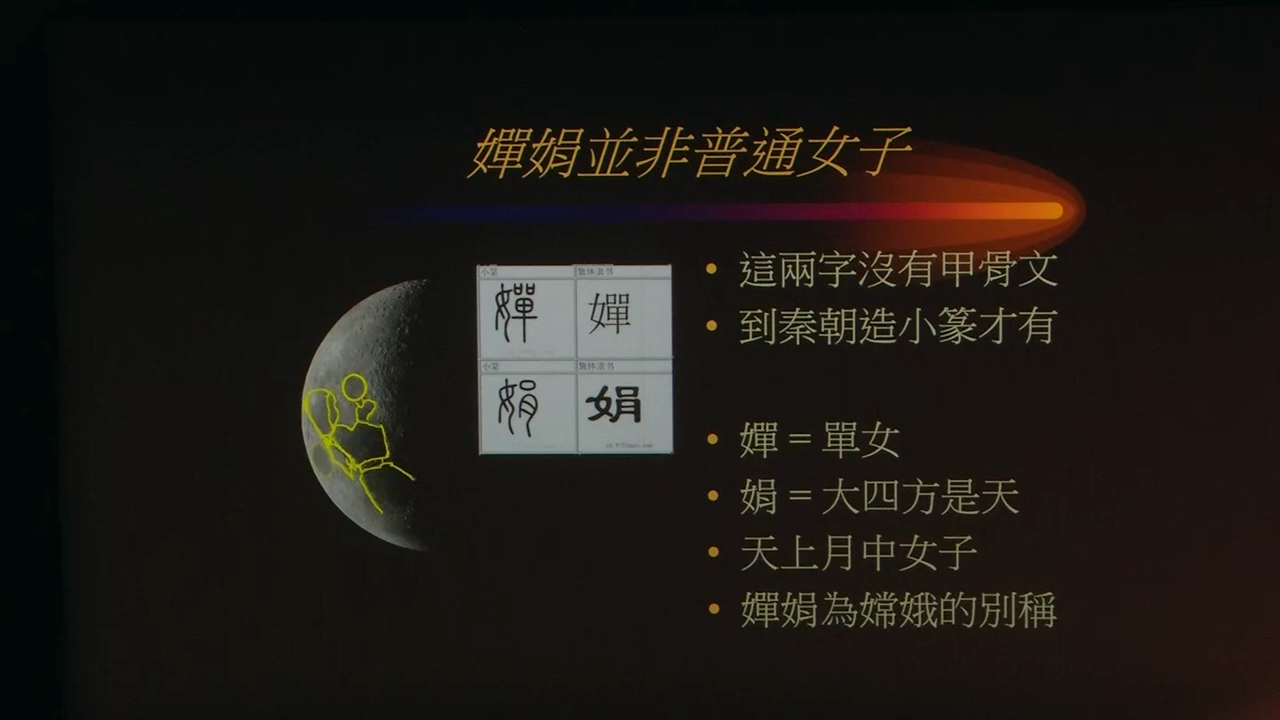 嬋娟並非普通女子
小篆
繁体隶书
嬋
嬋
小篆
繁体隶书
娟
娟
• 這兩字沒有甲骨文
• 到秦朝造小篆才有
• 嬋 = 單女
• 娟 = 大四方是天
• 天上月中女子
• 嬋娟為嫦娥的別稱